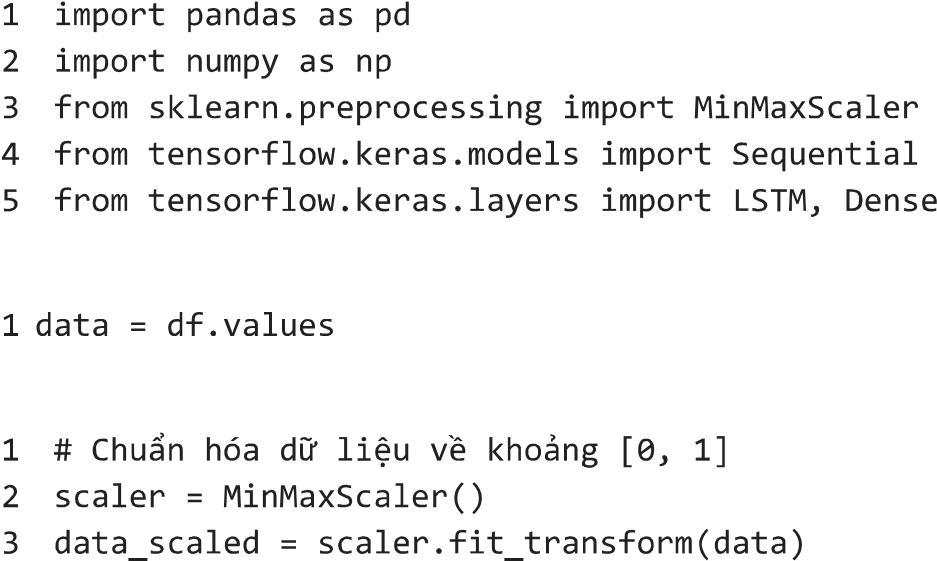 1 import pandas as pd
2 import numpy as np
3 from sklearn.preprocessing import MinMaxScaler
4 from tensorflow.keras.models import Sequential
5 from tensorflow.keras.layers import LSTM, Dense
1 data = df.values
1 # Chuẩn hóa dữ liệu về khoảng [0, 1]
2 scaler = MinMaxScaler()
3 data_scaled = scaler.fit_transform(data)